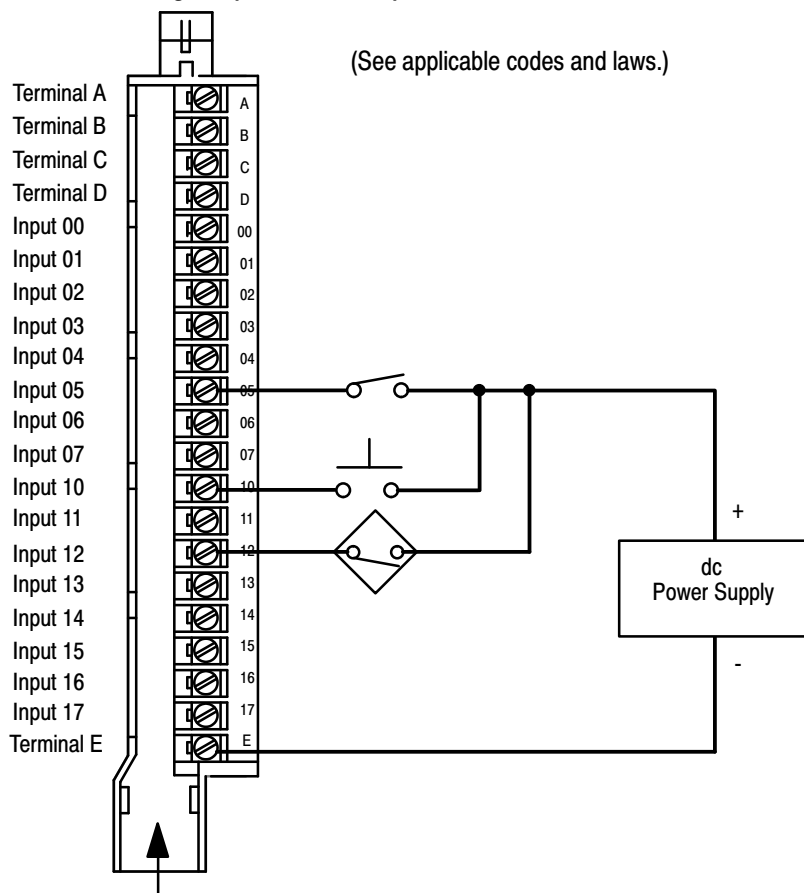 (See applicable codes and laws.)
Terminal A
A
Terminal B
B
Terminal C
C
Terminal D
D
Input 00
00
Input 01
01
Input 02
02
Input 03
03
Input 04
04
Input 05
05
Input 06
06
Input 07
07
Input 10
10
Input 11
11
Input 12
12
Input 13
13
Input 14
14
Input 15
15
Input 16
16
Input 17
17
Terminal E
E
+
dc
Power Supply
-